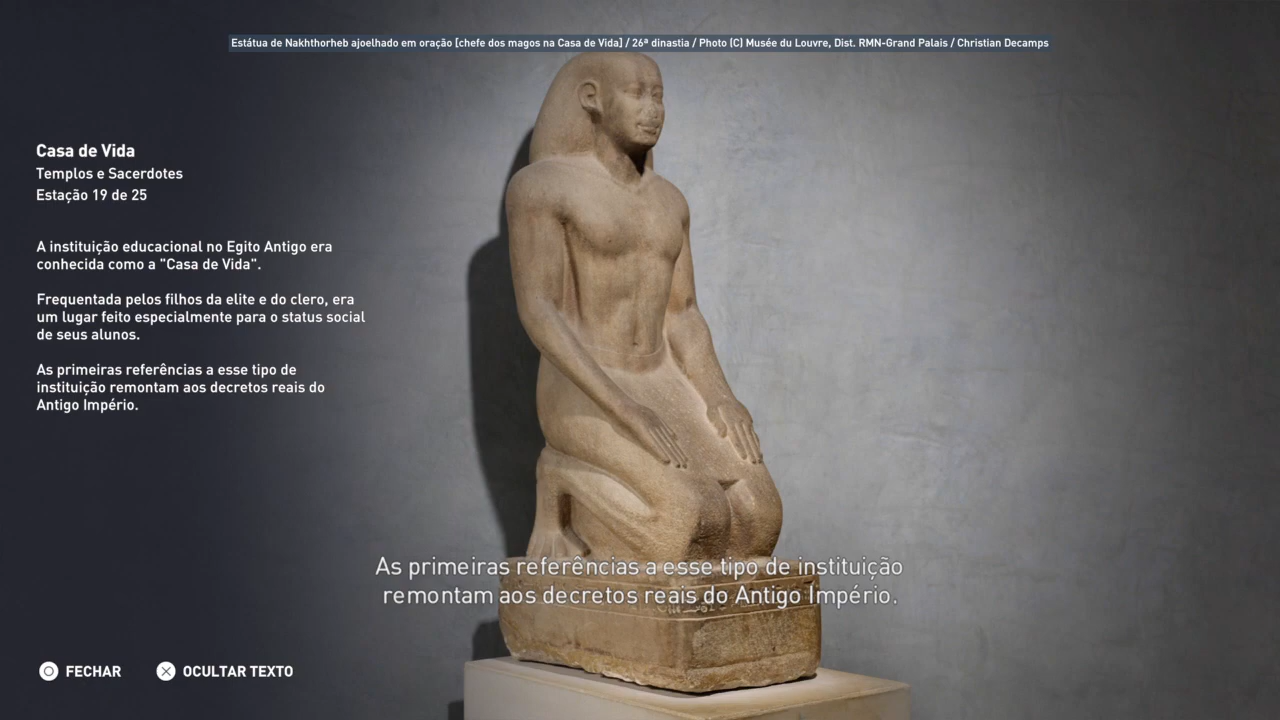 Estátua de Nakhthorheb ajoelhado em oração [chefe dos magos na Casa de Vida] / 26ª dinastia / Photo (C) Musée du Louvre, Dist. RMN-Grand Palais / Christian Decamps
Casa de Vida
Templos e Sacerdotes
Estação 19 de 25
A instituição educacional no Egito Antigo era
conhecida como a "Casa de Vida".
Frequentada pelos filhos da elite e do clero, era
um lugar feito especialmente para o status social
de seus alunos.
As primeiras referências a esse tipo de
instituição remontam aos decretos reais do
Antigo Império.
As primeiras referências a esse tipo de instituição
remontam aos decretos reais do Antigo Império.
FECHAR
OCULTAR TEXTO